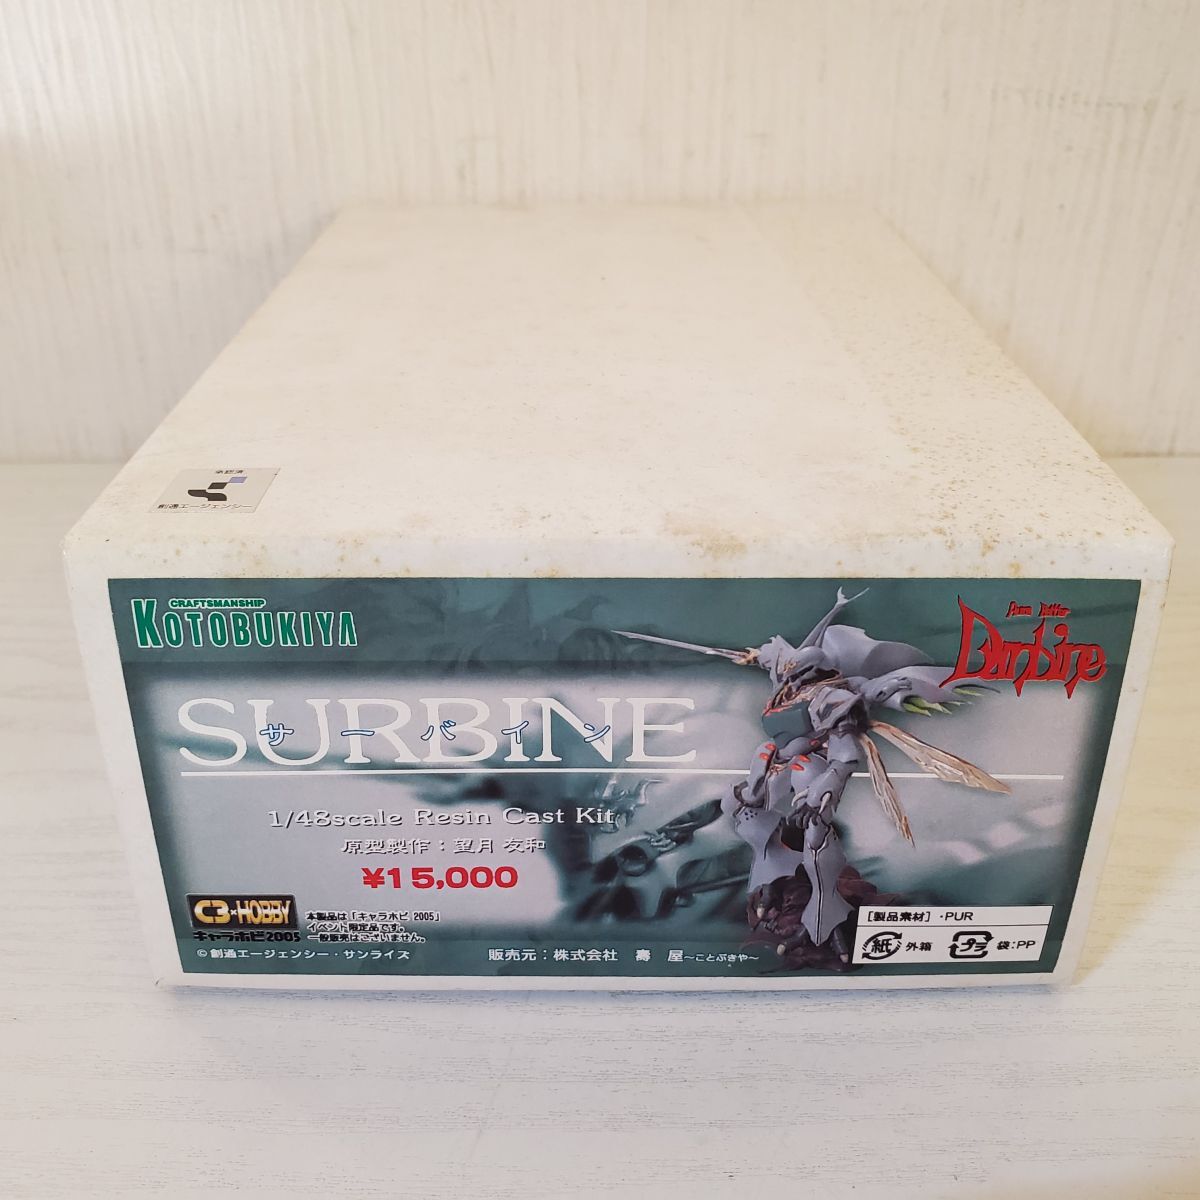 承認済
創通エージェンシー
CRAFTSMANSHIP
KOTOBUKIYA
Aura Battler
Dunbine
SURBINE
サーバイン
1/48scale Resin Cast Kit
原型製作:望月 友和
¥15,000
C3×HOBBY
キャラホビ2005
本製品は「キャラホビ 2005」
イベント限定品です。
一般販売はございません。
©創通エージェンシー・サンライズ
販売元:株式会社 壽 屋~ことぶきや~
[製品素材]・PUR
紙 外箱
プラ 袋:PP